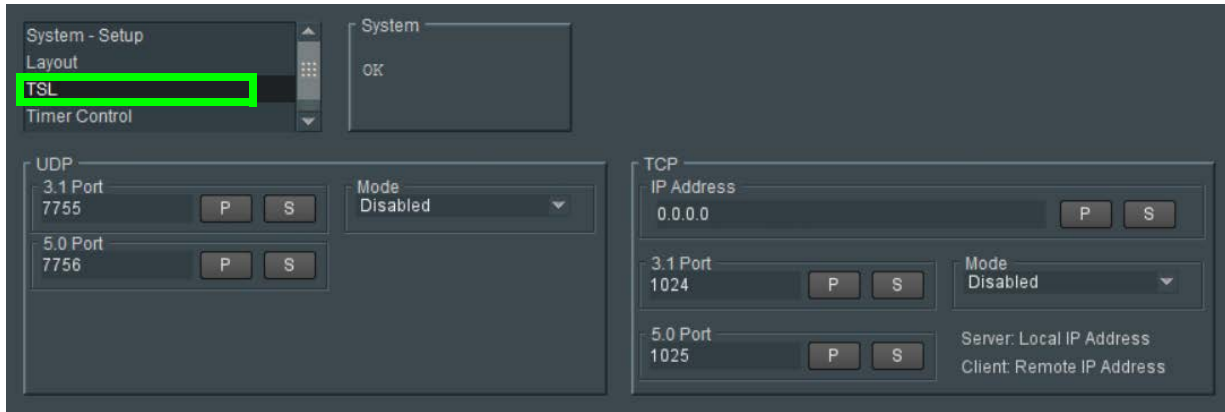 System - Setup
Layout
TSL
Timer Control
System
OK
UDP
3.1 Port
7755 P S
Mode
Disabled
5.0 Port
7756 P S
TCP
IP Address
0.0.0.0 P S
3.1 Port
1024 P S
Mode
Disabled
5.0 Port
1025 P S
Server: Local IP Address
Client: Remote IP Address